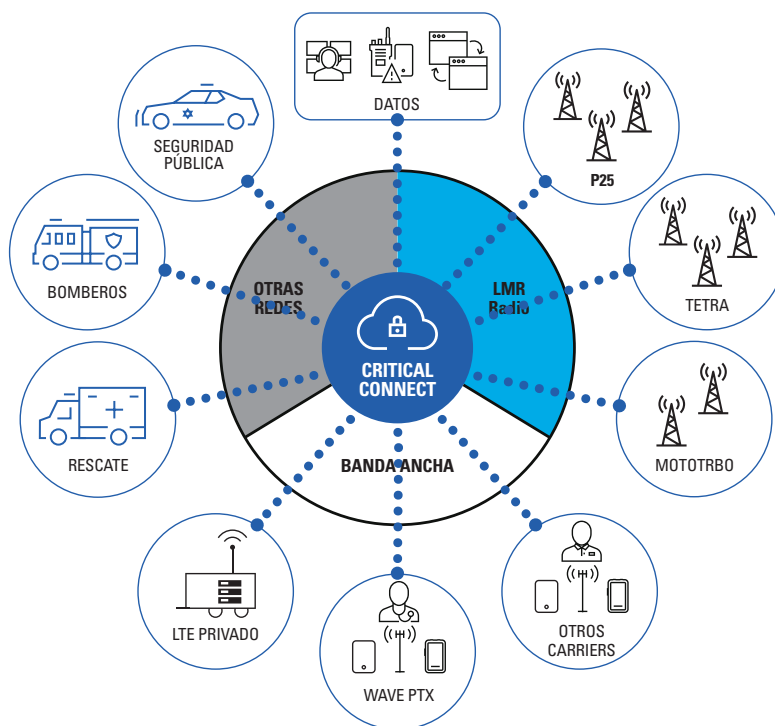 DATOS
SEGURIDAD
PÚBLICA
P25
BOMBEROS
OTRAS
REDES
LMR
Radio
TETRA
CRITICAL
CONNECT
RESCATE
MOTOTRBO
BANDA ANCHA
LTE PRIVADO
WAVE PTX
OTROS
CARRIERS